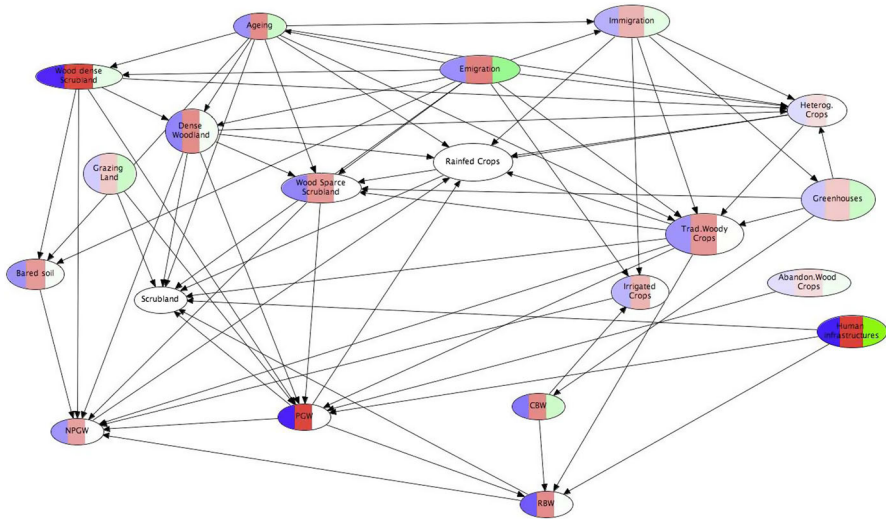 Ageing
Immigration
Wood dense
Scrubland
Emigration
Heterog.
Crops
Dense
Woodland
Rainfed Crops
Grazing
Land
Wood Sparce
Scrubland
Greenhouses
Trad.Woody
Crops
Bared soil
Scrubland
Irrigated
Crops
Abandon.Wood
Crops
Human
infrastructures
NPGW
PGW
CBW
RBW